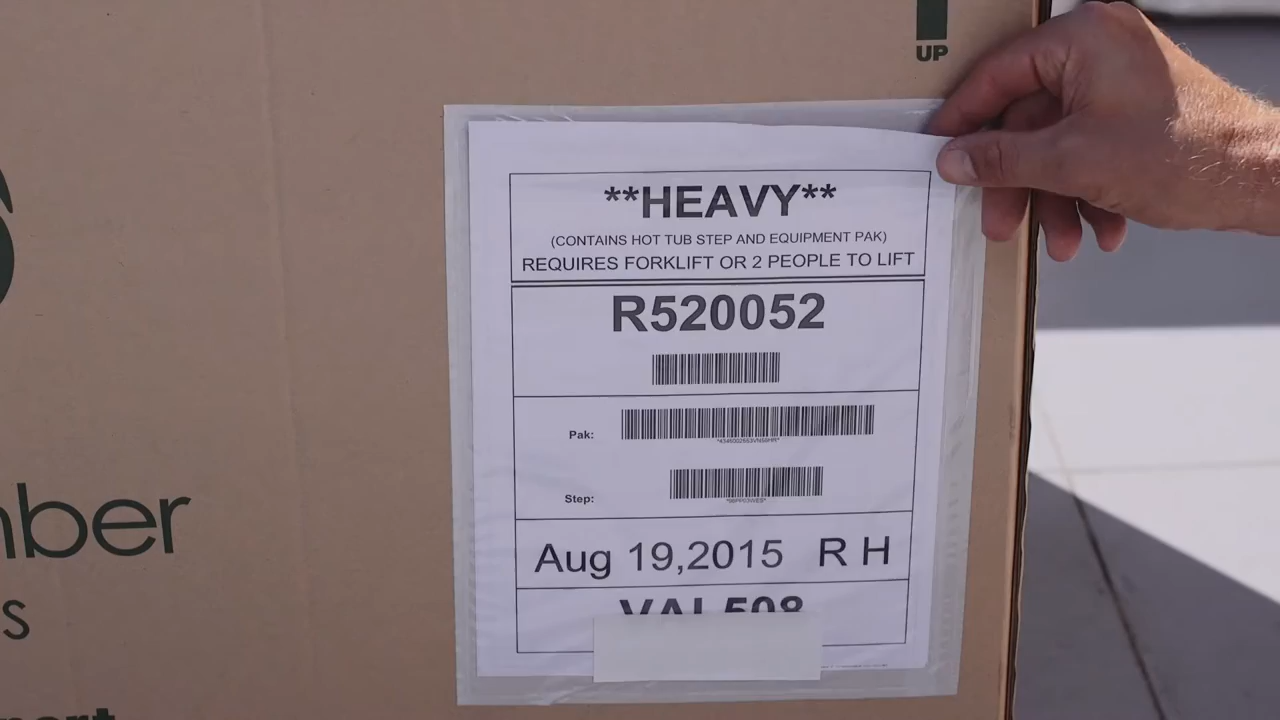 UP
**HEAVY**
(CONTAINS HOT TUB STEP AND EQUIPMENT PAK)
REQUIRES FORKLIFT OR 2 PEOPLE TO LIFT
R520052
Pak:
Step:
Aug 19,2015 R H